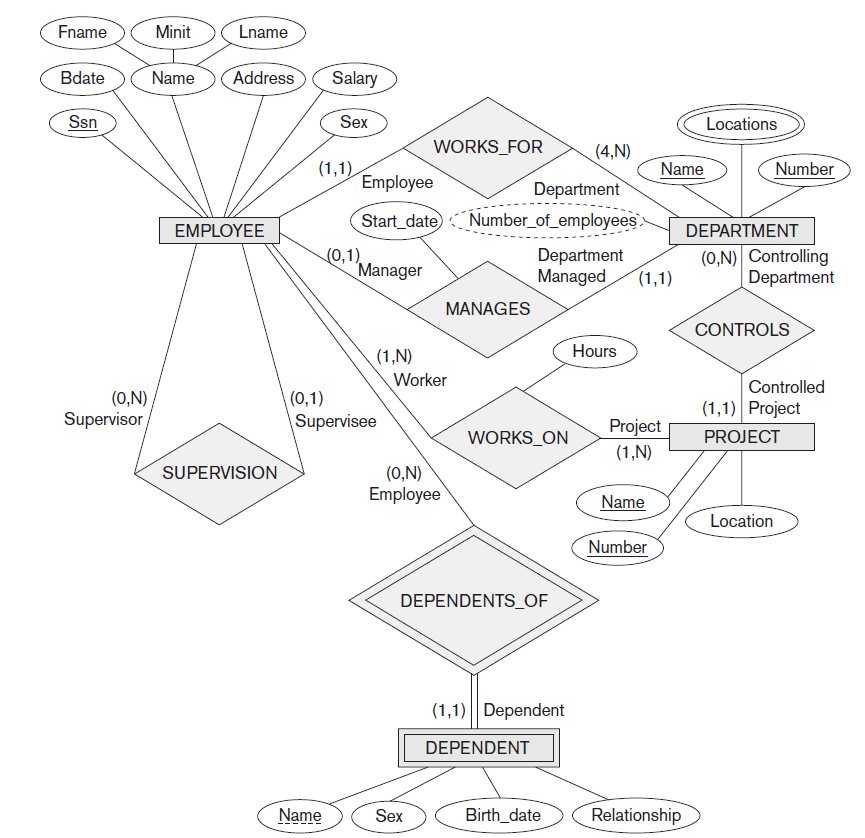 Fname Minit Lname
Bdate Name Address Salary
Ssn Sex
WORKS_FOR
(4,N)
Locations
(1,1)
Employee
Department
Name Number
Start_date
Number_of_employees
EMPLOYEE
DEPARTMENT
(0,1)
Manager
Department
Managed
(1,1)
(0,N)
Controlling
Department
MANAGES
CONTROLS
(1,N)
Worker
Hours
(0,N)
Supervisor
(0,1)
Supervisee
Controlled
Project
(1,1)
WORKS_ON
Project
(1,N)
PROJECT
SUPERVISION
(0,N)
Employee
Name
Location
Number
DEPENDENTS_OF
(1,1) Dependent
DEPENDENT
Name Sex Birth_date Relationship